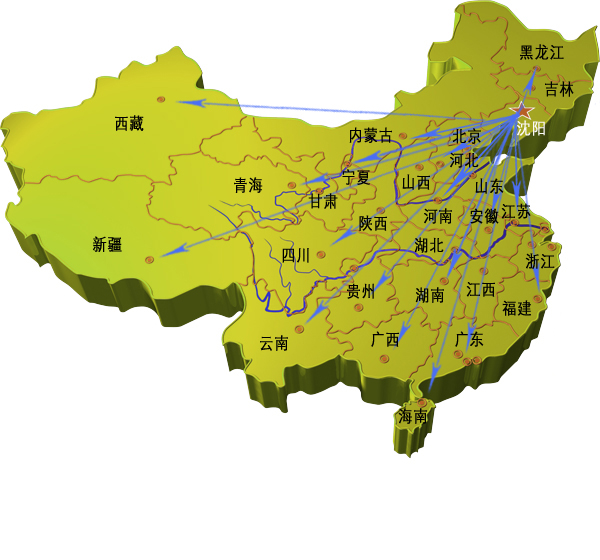 黑龙江
吉林
西藏
沈阳
内蒙古
北京
河北
宁夏
山西
青海
山东
甘肃
河南
安徽
江苏
陕西
新疆
四川
湖北
浙江
贵州
湖南
江西
福建
云南
广西
广东
海南